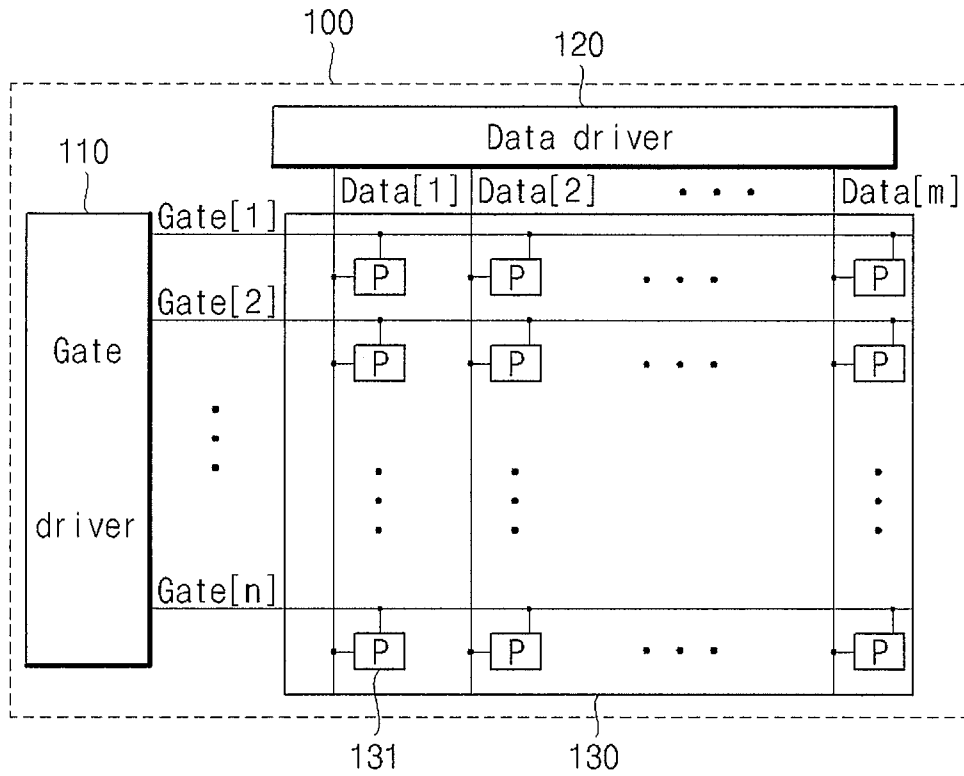 100
120
Data driver
110
Data[1] Data[2] Data[m]
Gate[1]
P P P
Gate[2]
Gate
P P P
driver
Gate[n]
P P P
131 130